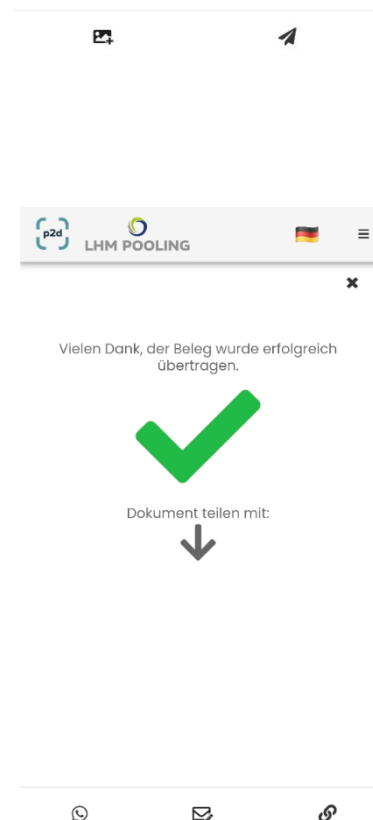 p2d
LHM POOLING
Vielen Dank, der Beleg wurde erfolgreich
übertragen.
Dokument teilen mit: